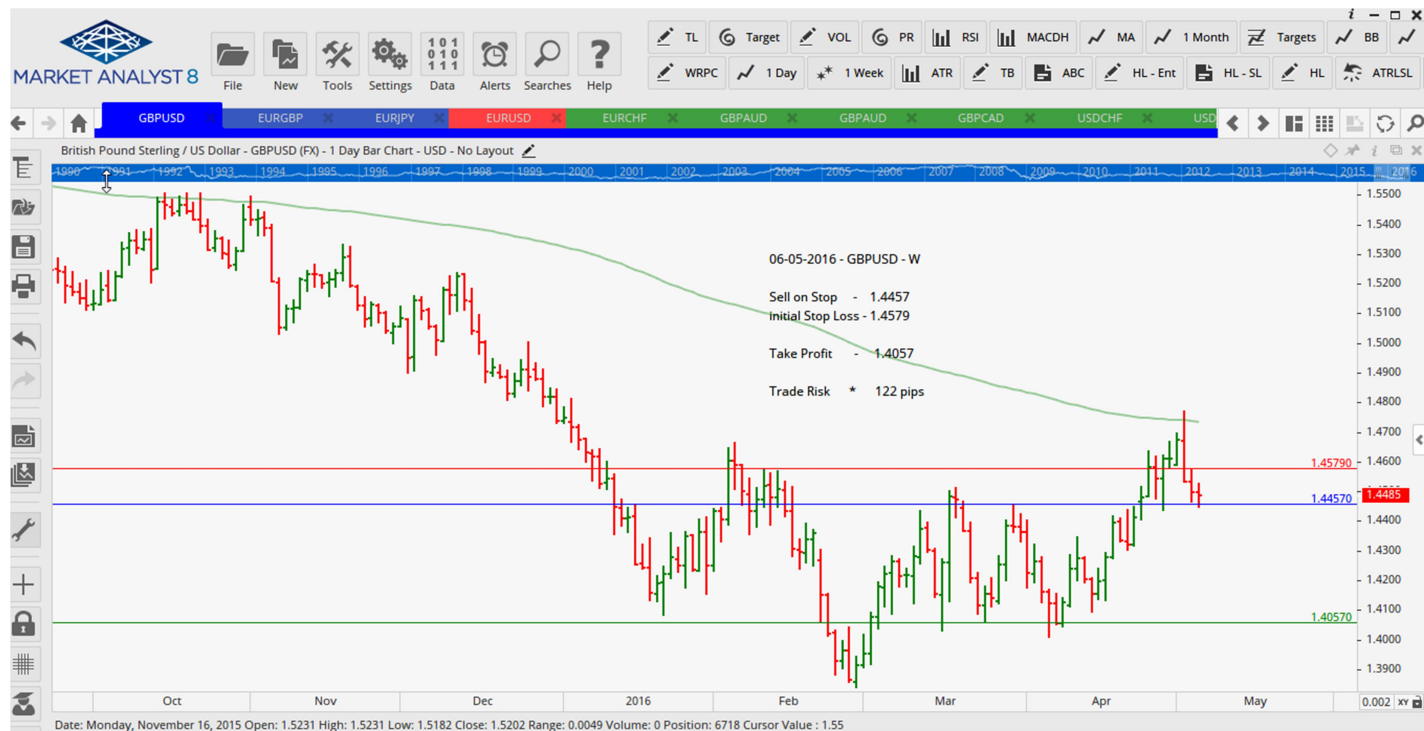 i
MARKET ANALYST 8
File New Tools Settings Data Alerts Searches Help
101
010
111
TL Target VOL PR RSI MACDH MA 1 Month Targets BB
WRPC 1 Day 1 Week ATR TB ABC HL - Ent HL - SL HL ATRLSL
GBPUSD EURGBP EURJPY EURUSD EURCHF GBPAUD GBPAUD GBPCAD USDCHF USD
British Pound Sterling / US Dollar - GBPUSD (FX) - 1 Day Bar Chart - USD - No Layout
1990 1991 1992 1993 1994 1995 1996 1997 1998 1999 2000 2001 2002 2003 2004 2005 2006 2007 2008 2009 2010 2011 2012 2013 2014 2015 2016
1.5500
1.5400
1.5300
06-05-2016 - GBPUSD - W
1.5200
Sell on Stop - 1.4457
Initial Stop Loss - 1.4579
1.5100
1.5000
Take Profit - 1.4057
1.4900
Trade Risk * 122 pips
1.4800
1.4700
1.4600
1.45790
1.4485
1.44570
1.4400
1.4300
1.4200
1.4100
1.40570
1.4000
1.3900
Oct Nov Dec 2016 Feb Mar Apr May 0.002 XY
Date: Monday, November 16, 2015 Open: 1.5231 High: 1.5231 Low: 1.5182 Close: 1.5202 Range: 0.0049 Volume: 0 Position: 6718 Cursor Value : 1.55